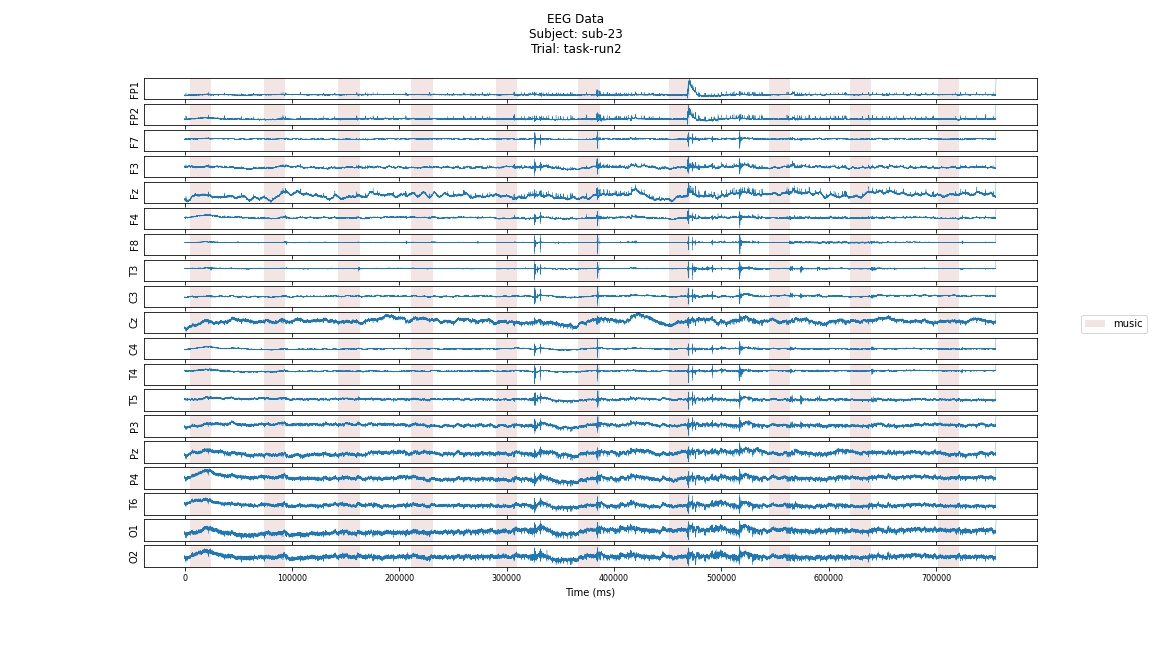 EEG Data
Subject: sub-23
Trial: task-run2
FP1
FP2
F7
F3
Fz
F4
F8
T3
C3
Cz
C4
T4
T5
P3
Pz
P4
T6
O1
O2
music
0 100000 200000 300000 400000 500000 600000 700000
Time (ms)